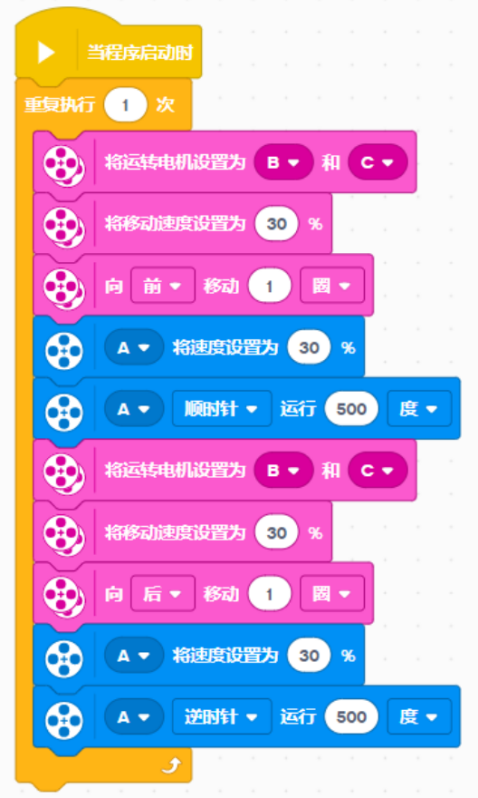 当程序启动时
重复执行 1 次
将运转电机设置为 B 和 C
将移动速度设置为 30 %
向 前 移动 1 圈
A 将速度设置为 30 %
A 顺时针 运行 500 度
将运转电机设置为 B 和 C
将移动速度设置为 30 %
向 后 移动 1 圈
A 将速度设置为 30 %
A 逆时针 运行 500 度